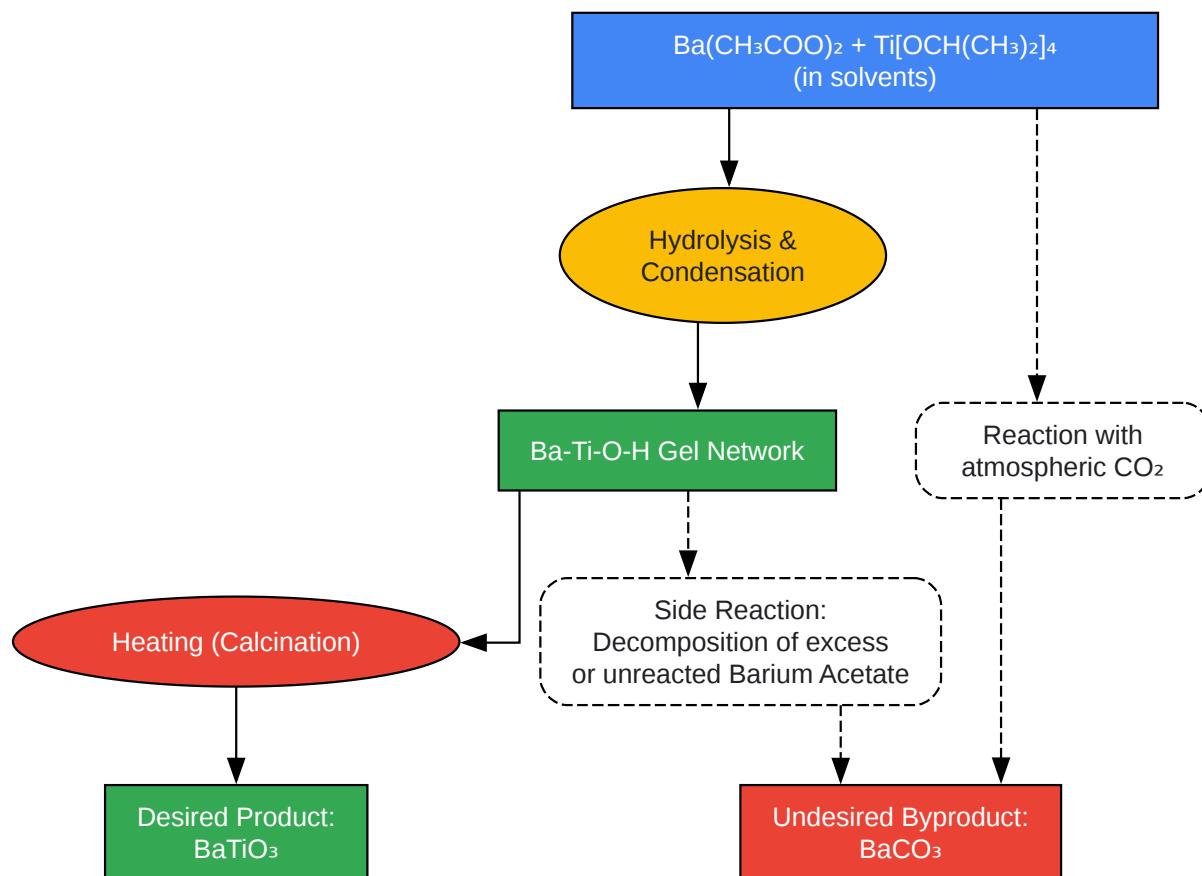 Ba(CH₃COO)₂ + Ti[OCH(CH₃)₂]₄
(in solvents)
Hydrolysis &
Condensation
Reaction with
atmospheric CO₂
Ba-Ti-O-H Gel Network
Side Reaction:
Decomposition of excess
or unreacted Barium Acetate
Heating (Calcination)
Desired Product:
BaTiO₃
Undesired Byproduct:
BaCO₃